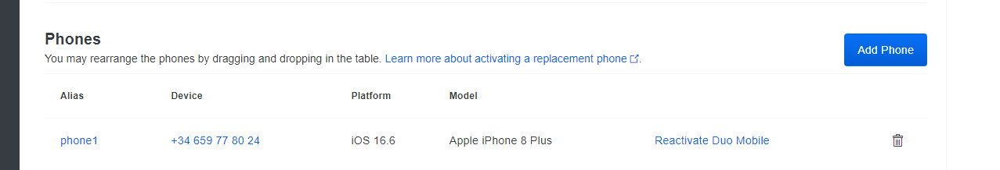 Phones
You may rearrange the phones by dragging and dropping in the table. Learn more about activating a replacement phone.
Add Phone
Alias Device Platform Model
phone1 +34 659 77 80 24 iOS 16.6 Apple iPhone 8 Plus Reactivate Duo Mobile